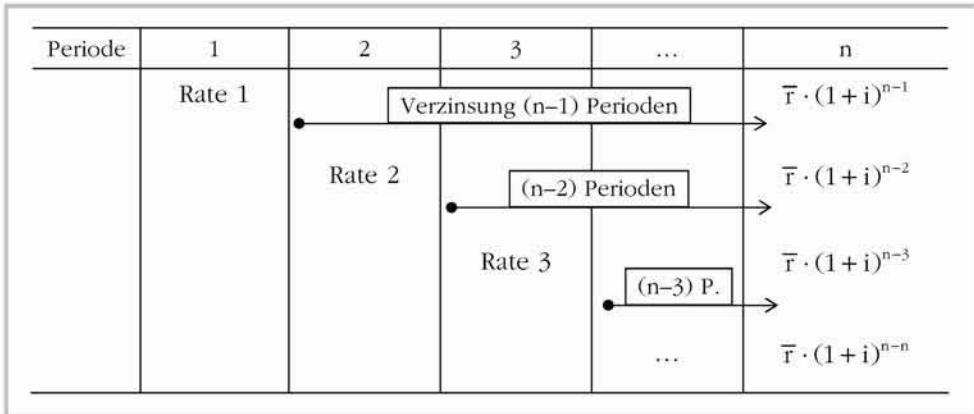 Periode 1 2 3 … n
Rate 1 Verzinsung (n–1) Perioden r̅ · (1 + i)ⁿ⁻¹
Rate 2 (n–2) Perioden r̅ · (1 + i)ⁿ⁻²
Rate 3 (n–3) P. r̅ · (1 + i)ⁿ⁻³
… r̅ · (1 + i)ⁿ⁻ⁿ